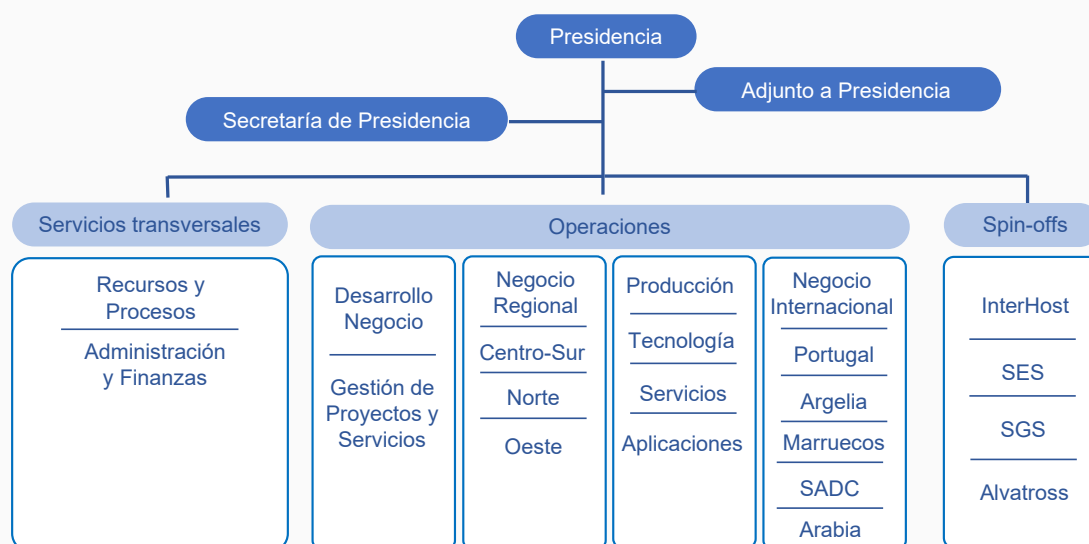 Presidencia
Adjunto a Presidencia
Secretaría de Presidencia
Servicios transversales
Operaciones
Spin-offs
Recursos y
Procesos
Administración
y Finanzas
Desarrollo
Negocio
Gestión de
Proyectos y
Servicios
Negocio
Regional
Centro-Sur
Norte
Oeste
Producción
Tecnología
Servicios
Aplicaciones
Negocio
Internacional
Portugal
Argelia
Marruecos
SADC
Arabia
InterHost
SES
SGS
Alvatross